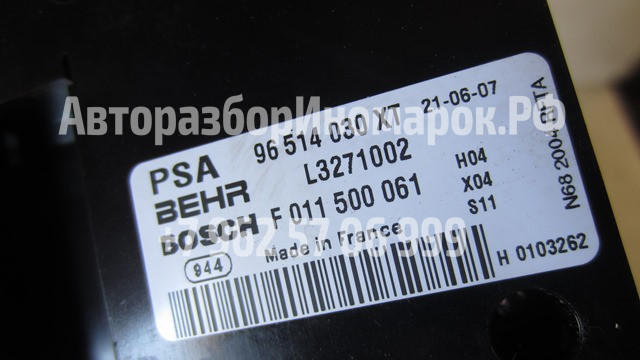 PSA 96 514 030 XT 21-06-07
BEHR L3271002 H04
BOSCH F 011 500 061 X04
944 Made in France S11
H 0103262
N68 2004
АвторазборИномарок.РФ